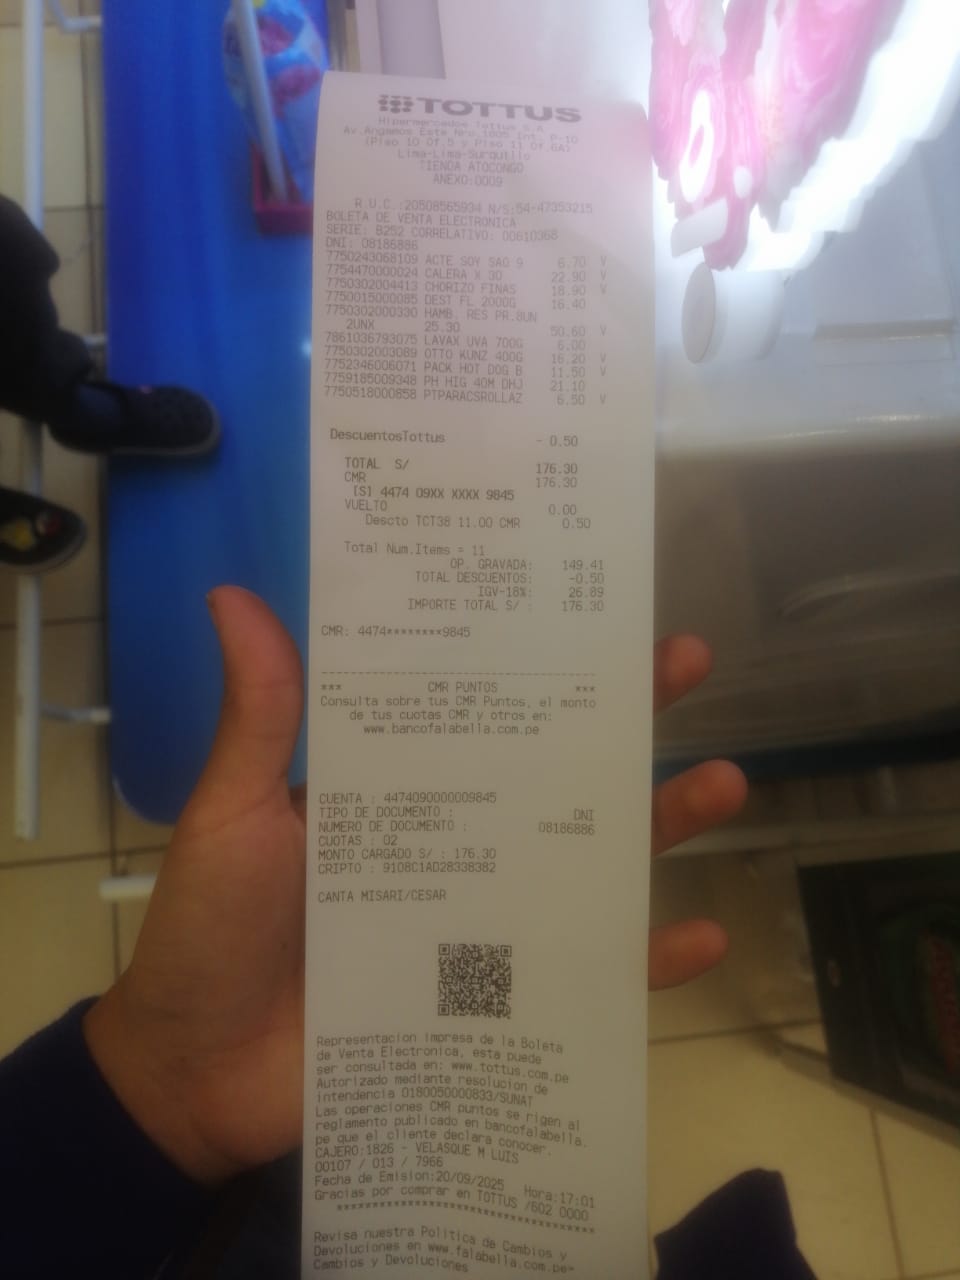 TOTTUS
Hipermercados Tottus S.A
Av.Angamos Este Nro.1805 Int. P-10
(Piso 10 Of.5 y Piso 11 Of.6A)
Lima-Lima-Surquillo
TIENDA ATOCONGO
ANEXO:0009
R.U.C.:20508565934 N/S:54-47353215
BOLETA DE VENTA ELECTRONICA
SERIE: B252 CORRELATIVO: 00610368
DNI: 08186886
7750243068109 ACTE SOY SAO 9 6.70 V
7754470000024 CALERA X 30 22.90 V
7750302004413 CHORIZO FINAS 18.90 V
7750015000085 DEST FL 2000G 16.40
7750302000330 HAMB. RES PR.8UN
2UNX 25.30 50.60 V
7861036793075 LAVAX UVA 700G 6.00
7750302003089 OTTO KUNZ 400G 16.20 V
7752346006071 PACK HOT DOG B 11.50 V
7759185009348 PH HIG 40M DHJ 21.10
7750518000858 PTPARACSROLLAZ 6.50 V
DescuentosTottus - 0.50
TOTAL S/ 176.30
CMR 176.30
[S] 4474 09XX XXXX 9845
VUELTO 0.00
Descto TCT38 11.00 CMR 0.50
Total Num.Items = 11
OP. GRAVADA: 149.41
TOTAL DESCUENTOS: -0.50
IGV-18%: 26.89
IMPORTE TOTAL S/ : 176.30
CMR: 4474********9845
*** CMR PUNTOS ***
Consulta sobre tus CMR Puntos, el monto
de tus cuotas CMR y otros en:
www.bancofalabella.com.pe
CUENTA : 4474090000009845
TIPO DE DOCUMENTO : DNI
NUMERO DE DOCUMENTO : 08186886
CUOTAS : 02
MONTO CARGADO S/ : 176.30
CRIPTO : 9108C1AD28338382
CANTA MISARI/CESAR
Representacion impresa de la Boleta
de Venta Electronica, esta puede
ser consultada en: www.tottus.com.pe
Autorizado mediante resolucion de
intendencia 0180050000833/SUNAT
Las operaciones CMR puntos se rigen al
reglamento publicado en bancofalabella.
pe que el cliente declara conocer.
CAJERO:1826 - VELASQUE M LUIS
00107 / 013 / 7966
Fecha de Emision:20/09/2025 Hora:17:01
Gracias por comprar en TOTTUS /602 0000
****************************************
Revisa nuestra Politica de Cambios y
Devoluciones en www.falabella.com.pe-
Cambios y Devoluciones